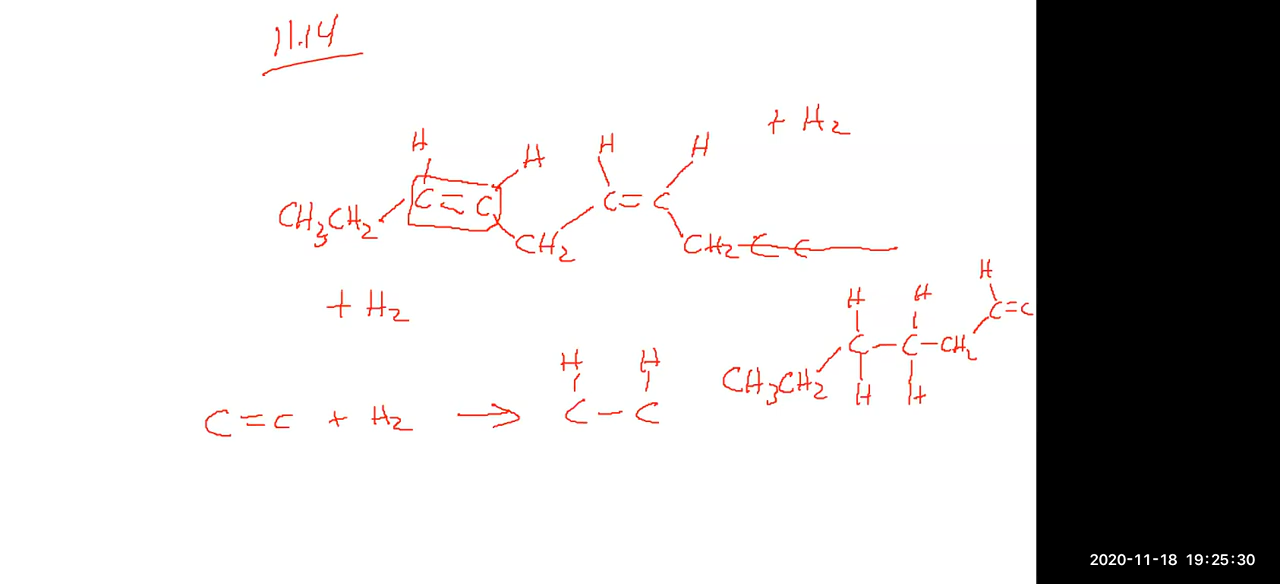 11.14
+ H2
H H H H
C=C C=C
CH3CH2 CH2 CH2 C C
+ H2
H H H
C-C-CH2 C=C
CH3CH2 H H
H H
C=C + H2 → C-C
2020-11-18 19:25:30